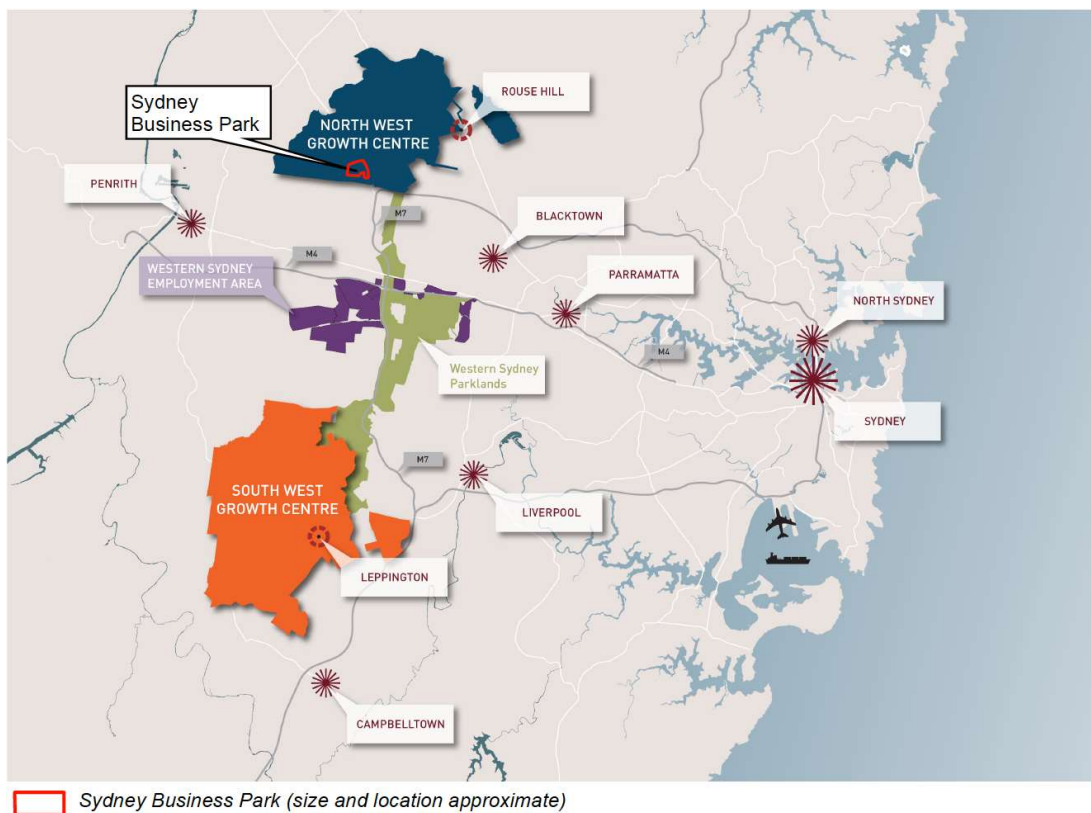 ROUSE HILL
Sydney
Business Park
NORTH WEST
GROWTH CENTRE
PENRITH
M7
BLACKTOWN
M4
WESTERN SYDNEY
EMPLOYMENT AREA
PARRAMATTA
NORTH SYDNEY
M4
Western Sydney
Parklands
SYDNEY
M7
SOUTH WEST
GROWTH CENTRE
LIVERPOOL
LEPPINGTON
CAMPBELLTOWN
Sydney Business Park (size and location approximate)